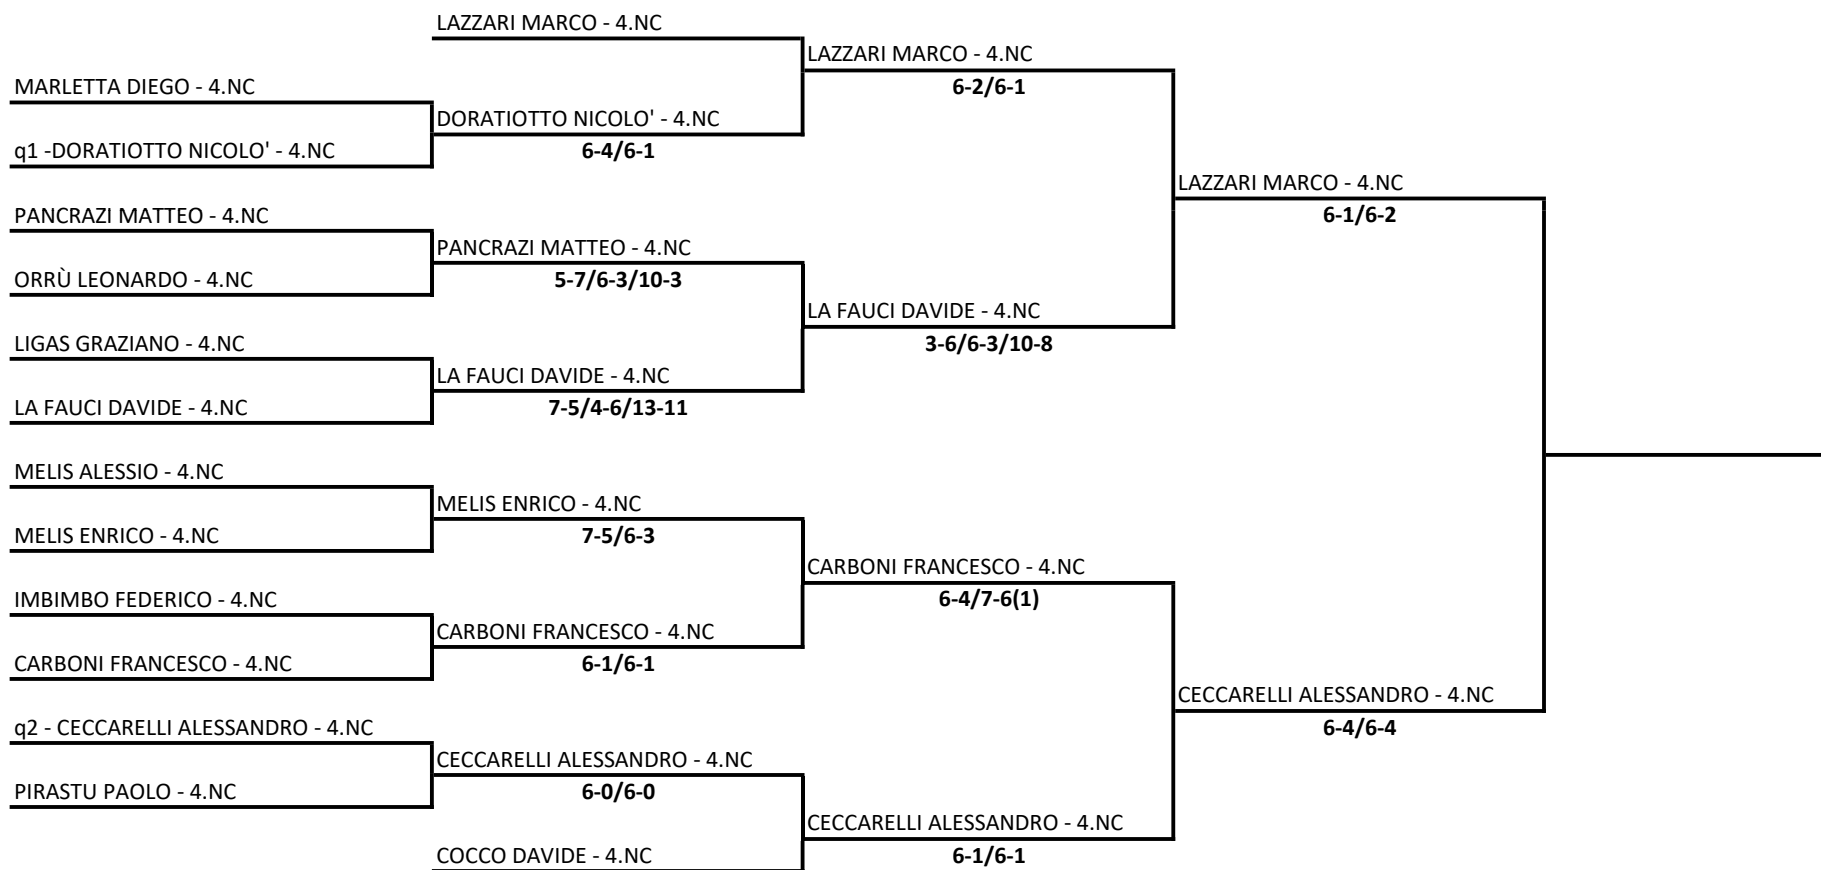 LAZZARI MARCO - 4.NC
LAZZARI MARCO - 4.NC
MARLETTA DIEGO - 4.NC
6-2/6-1
DORATIOTTO NICOLO' - 4.NC
q1 -DORATIOTTO NICOLO' - 4.NC
6-4/6-1
LAZZARI MARCO - 4.NC
PANCRAZI MATTEO - 4.NC
6-1/6-2
PANCRAZI MATTEO - 4.NC
ORRÙ LEONARDO - 4.NC
5-7/6-3/10-3
LA FAUCI DAVIDE - 4.NC
LIGAS GRAZIANO - 4.NC
3-6/6-3/10-8
LA FAUCI DAVIDE - 4.NC
LA FAUCI DAVIDE - 4.NC
7-5/4-6/13-11
MELIS ALESSIO - 4.NC
MELIS ENRICO - 4.NC
MELIS ENRICO - 4.NC
7-5/6-3
CARBONI FRANCESCO - 4.NC
IMBIMBO FEDERICO - 4.NC
6-4/7-6(1)
CARBONI FRANCESCO - 4.NC
CARBONI FRANCESCO - 4.NC
6-1/6-1
CECCARELLI ALESSANDRO - 4.NC
q2 - CECCARELLI ALESSANDRO - 4.NC
6-4/6-4
CECCARELLI ALESSANDRO - 4.NC
PIRASTU PAOLO - 4.NC
6-0/6-0
CECCARELLI ALESSANDRO - 4.NC
COCCO DAVIDE - 4.NC
6-1/6-1